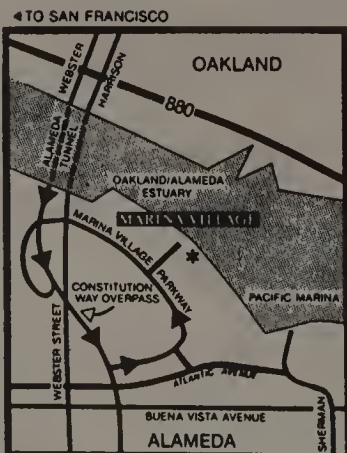 ◄ TO SAN FRANCISCO
OAKLAND
WEBSTER
HARRISON
880
ALAMEDA
TUNNEL
OAKLAND/ALAMEDA
ESTUARY
MARINA VILLAGE
*
MARINA VILLAGE
PARKWAY
CONSTITUTION
WAY OVERPASS
PACIFIC MARINA
WEBSTER STREET
ATLANTIC AVENUE
BUENA VISTA AVENUE
SHERMAN
ALAMEDA